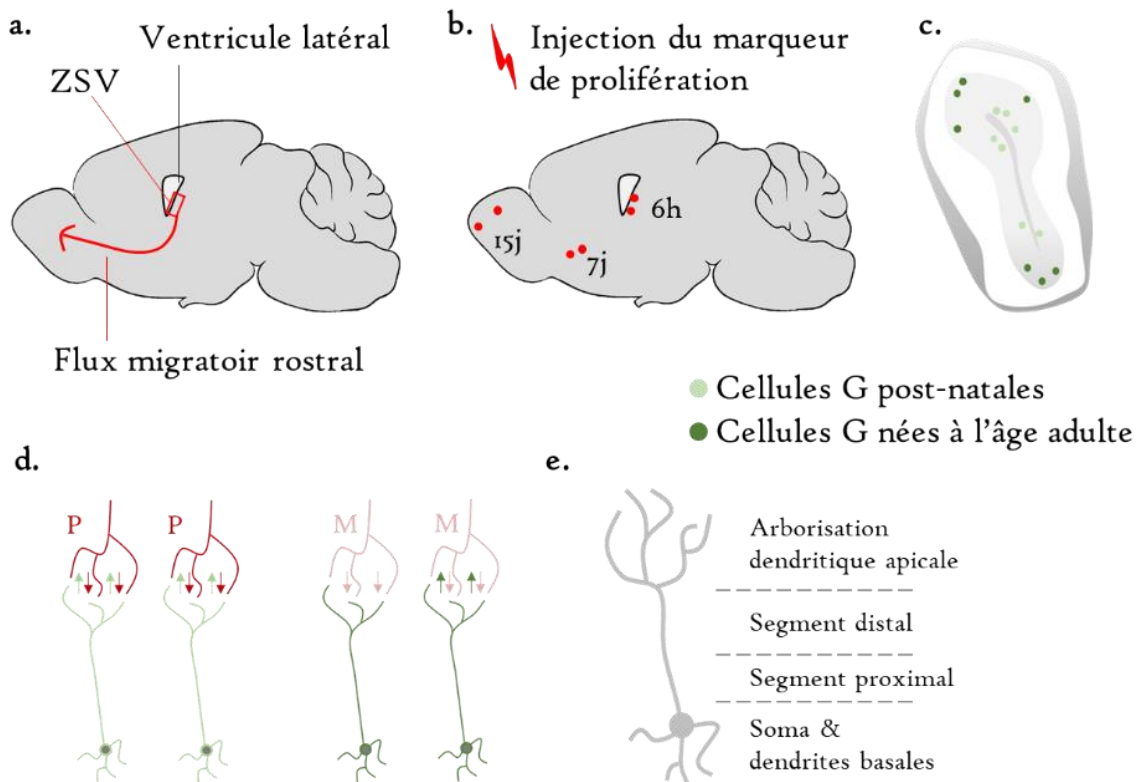 a.
Ventricule latéral
ZSV
Flux migratoir rostral
b.
Injection du marqueur
de prolifération
6h
15j
7j
c.
Cellules G post-natales
Cellules G nées à l'âge adulte
d.
P
P
M
M
e.
Arborisation
dendritique apicale
Segment distal
Segment proximal
Soma &
dendrites basales